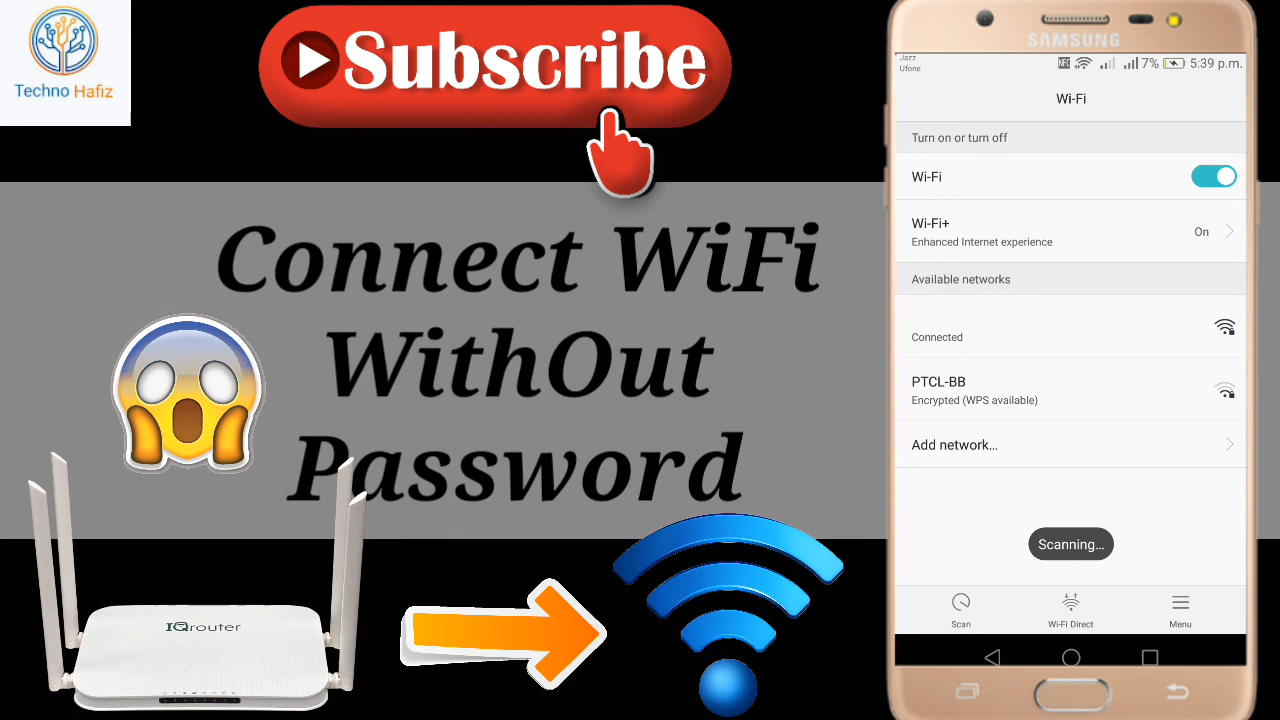 Techno Hafiz
Subscribe
Connect WiFi
WithOut
Password
IQrouter
SAMSUNG
Jazz
Ufone
7% 5:39 p.m.
Wi-Fi
Turn on or turn off
Wi-Fi
Wi-Fi+
Enhanced Internet experience
On
Available networks
Connected
PTCL-BB
Encrypted (WPS available)
Add network...
Scanning...
Scan
Wi-Fi Direct
Menu